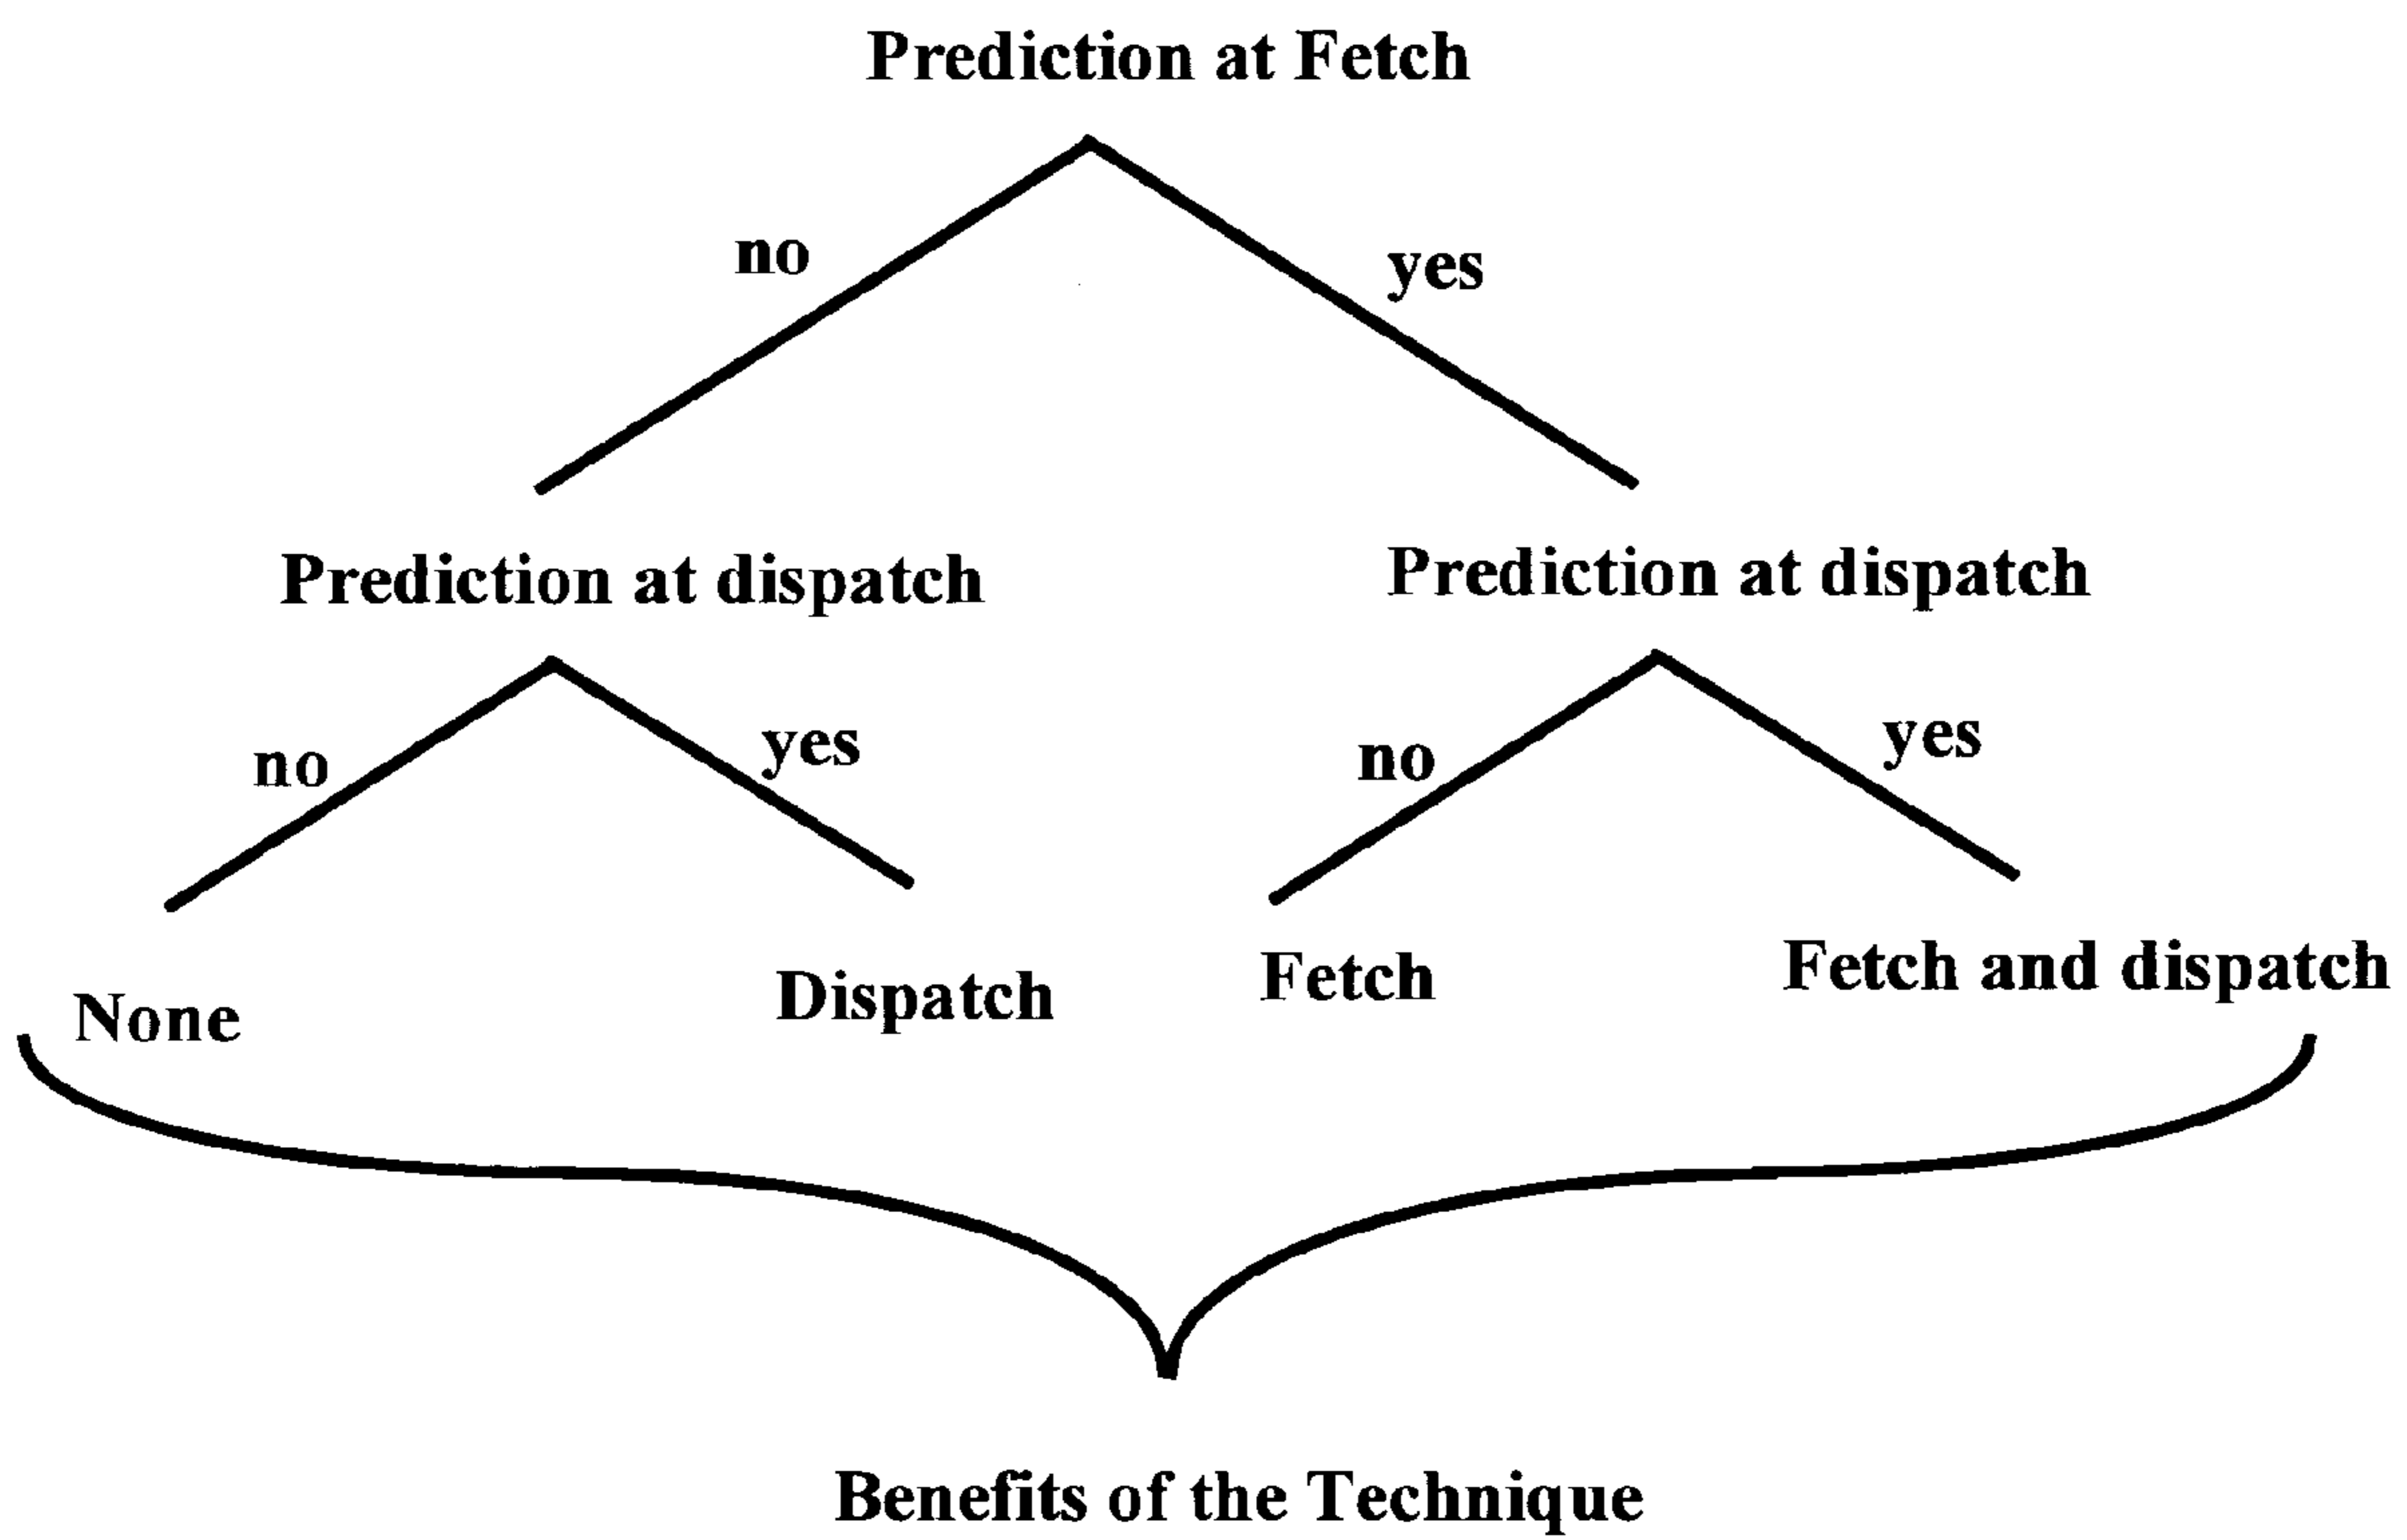 Prediction at Fetch
no
yes
Prediction at dispatch
Prediction at dispatch
no
yes
no
yes
None
Dispatch
Fetch
Fetch and dispatch
Benefits of the Technique